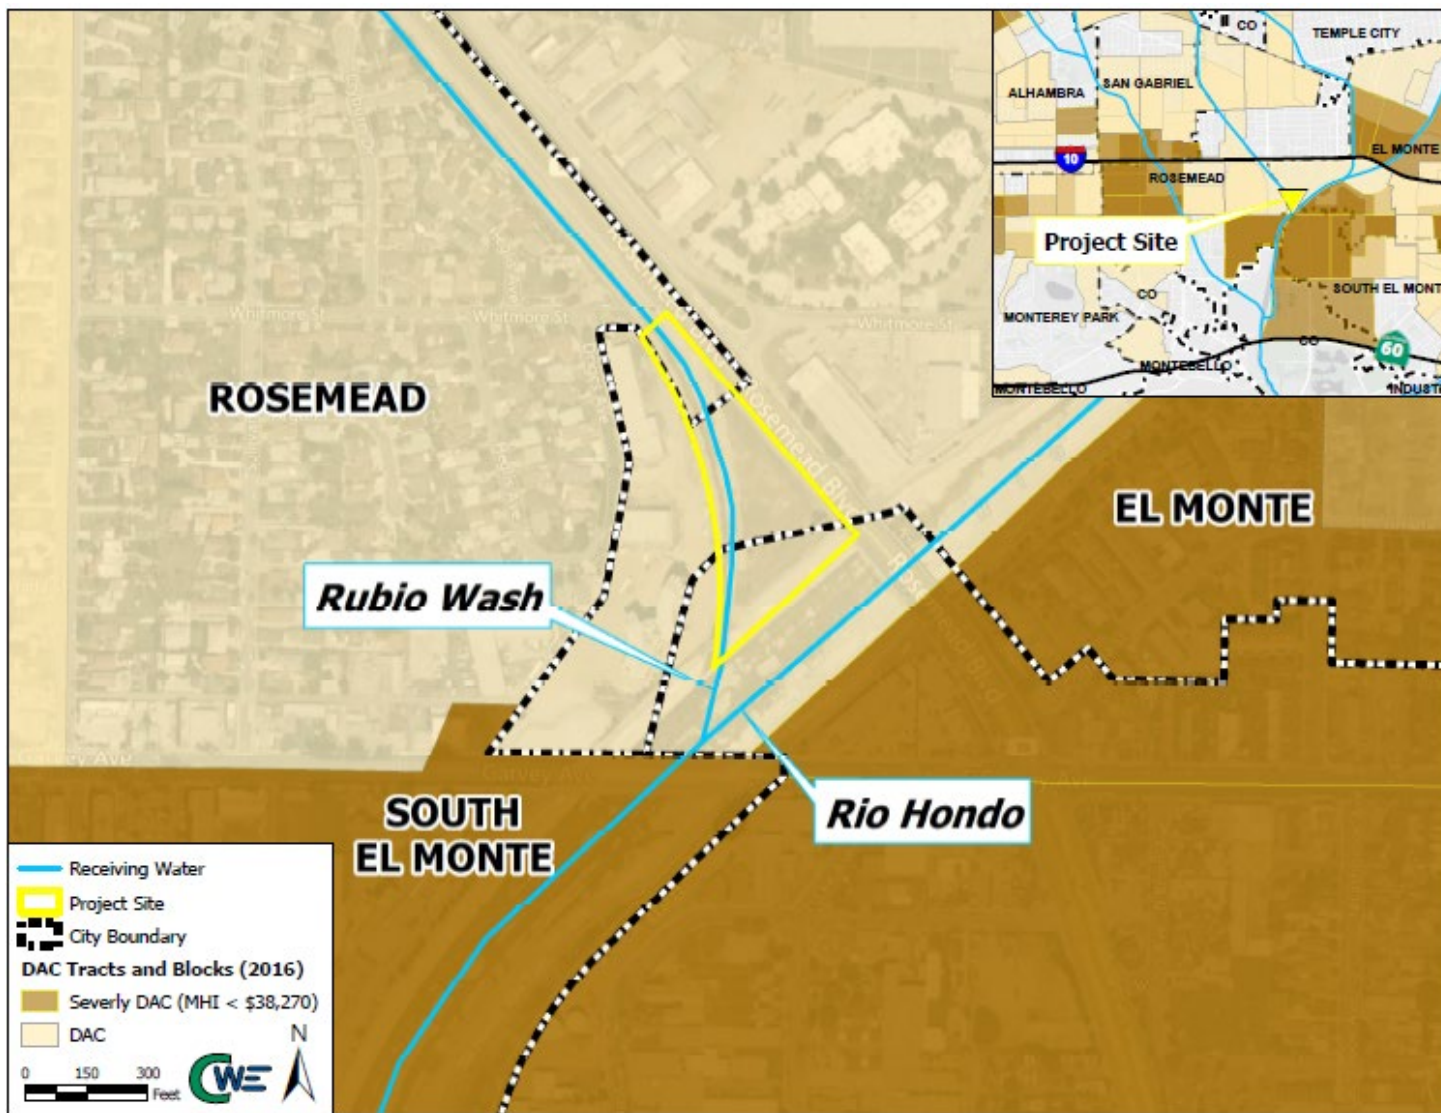 CO
TEMPLE CITY
SAN GABRIEL
ALHAMBRA
EL MONTE
10
ROSEMEAD
Project Site
SOUTH EL MONT
CO
MONTEREY PARK
CO
60
MONTEBELLO
MONTEBELLO
INDUST
Whitmore St
Whitmore St
Whitmore St
ROSEMEAD
Rosemead Blvd
EL MONTE
Rubio Wash
Rosemead Blvd
Garvey Ave
SOUTH
EL MONTE
Rio Hondo
Receiving Water
Project Site
City Boundary
DAC Tracts and Blocks (2016)
Severly DAC (MHI < $38,270)
DAC
N
0 150 300
Feet
CWE